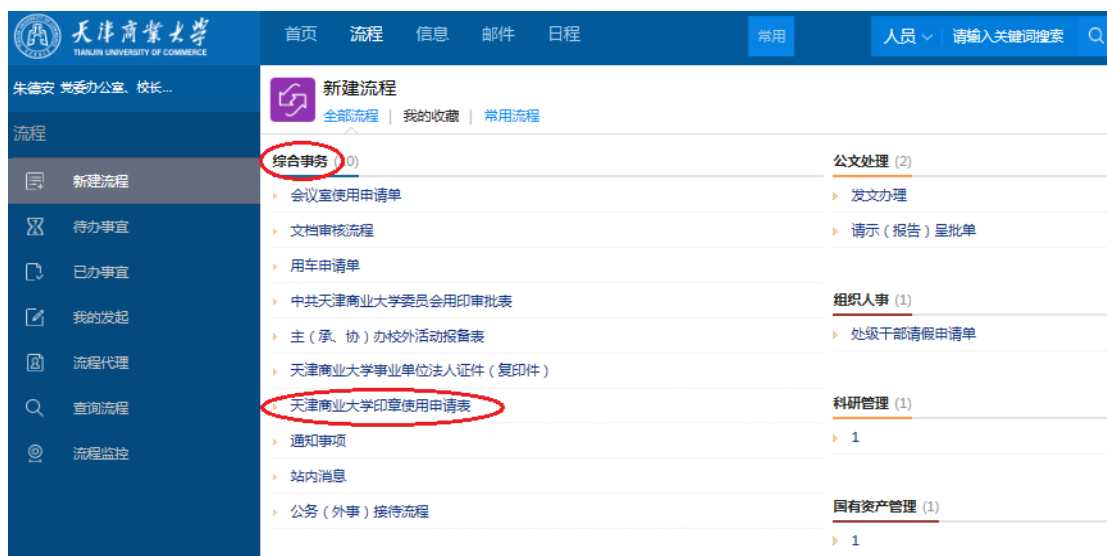 天津商业大学
TIANJIN UNIVERSITY OF COMMERCE
首页 流程 信息 邮件 日程
常用
人员
请输入关键词搜索
朱德安 党委办公室、校长...
流程
新建流程
待办事宜
已办事宜
我的发起
流程代理
查询流程
流程监控
新建流程
全部流程 | 我的收藏 | 常用流程
综合事务 (10)
会议室使用申请单
文档审核流程
用车申请单
中共天津商业大学委员会用印审批表
主（承、协）办校外活动报备表
天津商业大学事业单位法人证件（复印件）
天津商业大学印章使用申请表
通知事项
站内消息
公务（外事）接待流程
公文处理 (2)
发文办理
请示（报告）呈批单
组织人事 (1)
处级干部请假申请单
科研管理 (1)
1
国有资产管理 (1)
1